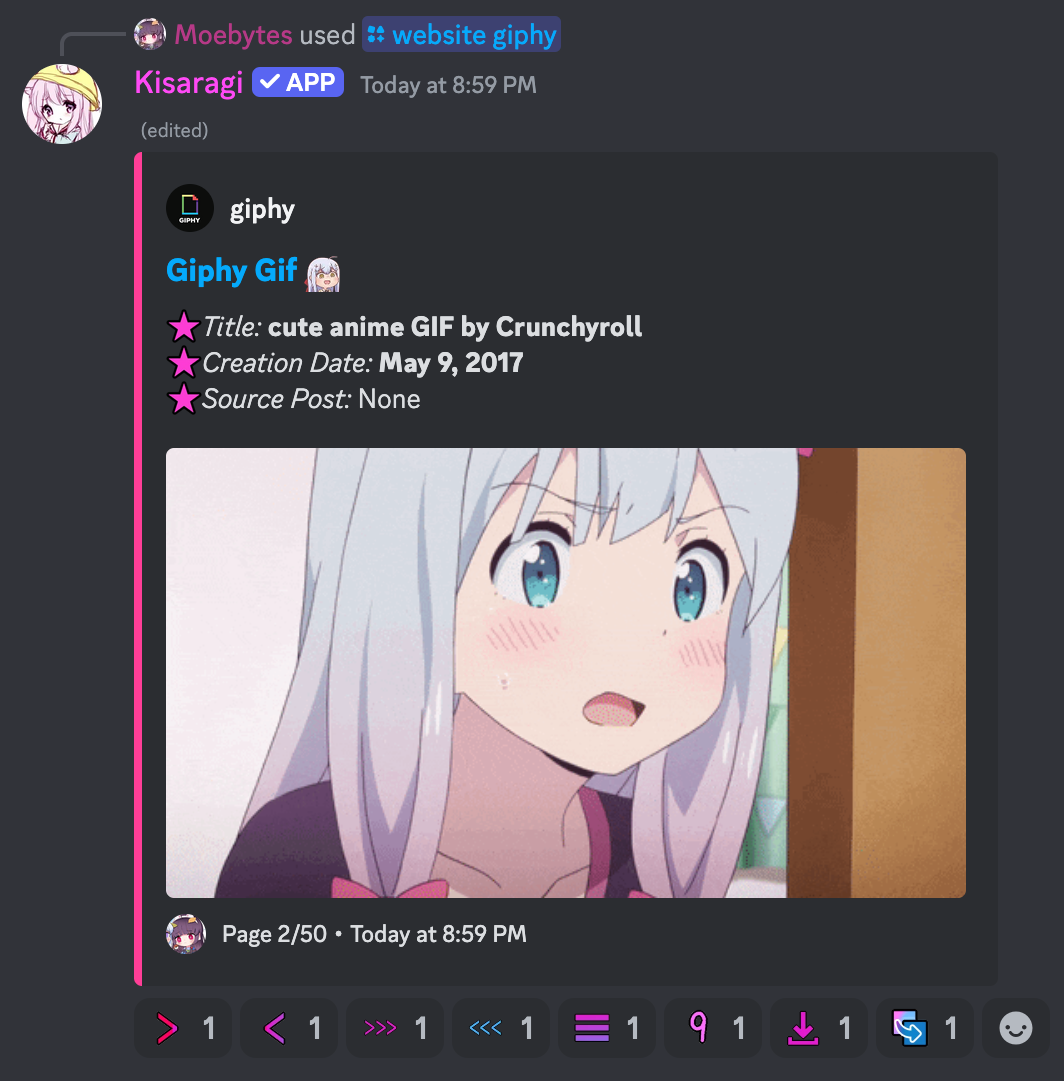 Moebytes used website giphy
Kisaragi APP Today at 8:59 PM
(edited)
GIPHY
giphy
Giphy Gif
Title: cute anime GIF by Crunchyroll
Creation Date: May 9, 2017
Source Post: None
Page 2/50 • Today at 8:59 PM
> 1 < 1 >>> 1 <<< 1 1 9 1 1 1